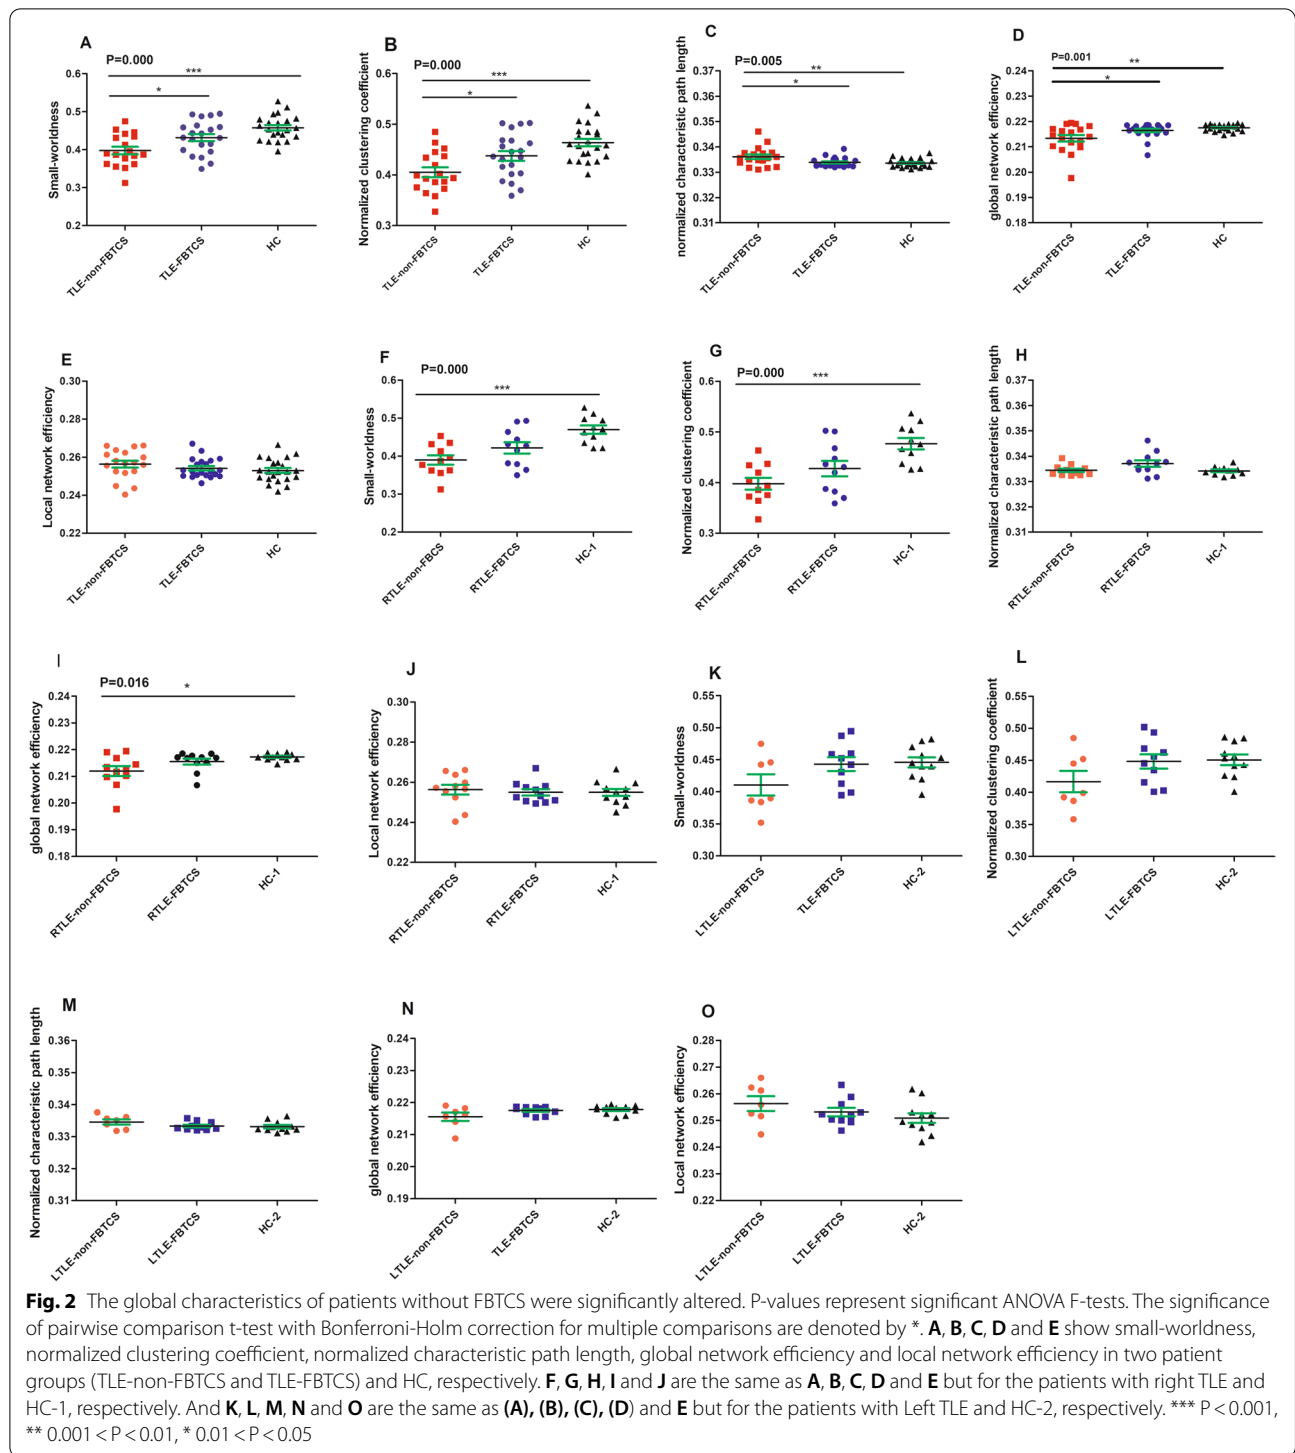 A
P=0.000
***
*
Small-worldness
0.6
0.5
0.4
0.3
0.2
TLE-non-FBTCS
TLE-FBTCS
HC
B
P=0.000
***
*
Normalized clustring coefficient
0.6
0.5
0.4
0.3
TLE-non-FBTCS
TLE-FBTCS
HC
C
P=0.005
**
*
normalized characteristic path length
0.37
0.36
0.35
0.34
0.33
0.32
0.31
TLE-non-FBTCS
TLE-FBTCS
HC
D
P=0.001
**
*
global network efficiency
0.24
0.23
0.22
0.21
0.20
0.19
0.18
TLE-non-FBTCS
TLE-FBTCS
HC
E
Local network efficiency
0.30
0.28
0.26
0.24
0.22
TLE-non-FBTCS
TLE-FBTCS
HC
F
P=0.000
***
Small-worldness
0.6
0.5
0.4
0.3
0.2
RTLE-non-FBCS
RTLE-FBTCS
HC-1
G
P=0.000
***
Normalized clustering coefficient
0.6
0.5
0.4
0.3
RTLE-non-FBTCS
RTLE-FBTCS
HC-1
H
Normalized characteristic path length
0.37
0.36
0.35
0.34
0.33
0.32
0.31
RTLE-non-FBTCS
RTLE-FBTCS
HC-1
I
P=0.016
*
global network efficiency
0.24
0.23
0.22
0.21
0.20
0.19
0.18
RTLE-non-FBTCS
RTLE-FBTCS
HC-1
J
Local network efficiency
0.30
0.28
0.26
0.24
0.22
RTLE-non-FBTCS
RTLE-FBTCS
HC-1
K
Small-worldness
0.55
0.50
0.45
0.40
0.35
0.30
LTLE-non-FBTCS
TLE-FBTCS
HC-2
L
Normalized clustering coefficient
0.55
0.50
0.45
0.40
0.35
0.30
LTLE-non-FBTCS
LTLE-FBTCS
HC-2
M
Normalized characteristic path length
0.36
0.35
0.34
0.33
0.32
0.31
LTLE-non-FBTCS
LTLE-FBTCS
HC-2
N
global network efficiency
0.24
0.23
0.22
0.21
0.20
0.19
LTLE-non-FBTCS
TLE-FBTCS
HC-2
O
Local network efficiency
0.28
0.27
0.26
0.25
0.24
0.23
0.22
LTLE-non-FBTCS
LTLE-FBTCS
HC-2
Fig. 2 The global characteristics of patients without FBTCS were significantly altered. P-values represent significant ANOVA F-tests. The significance
of pairwise comparison t-test with Bonferroni-Holm correction for multiple comparisons are denoted by *. A, B, C, D and E show small-worldness,
normalized clustering coefficient, normalized characteristic path length, global network efficiency and local network efficiency in two patient
groups (TLE-non-FBTCS and TLE-FBTCS) and HC, respectively. F, G, H, I and J are the same as A, B, C, D and E but for the patients with right TLE and
HC-1, respectively. And K, L, M, N and O are the same as (A), (B), (C), (D) and E but for the patients with Left TLE and HC-2, respectively. *** P < 0.001,
** 0.001 < P < 0.01, * 0.01 < P < 0.05